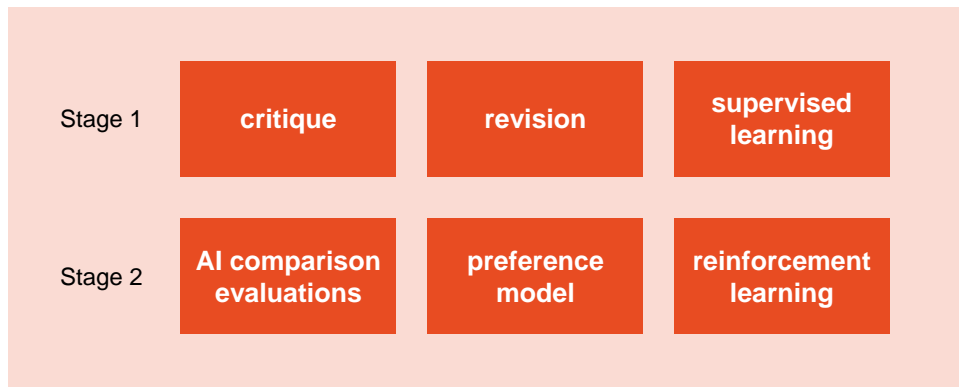 Stage 1
critique
revision
supervised
learning
Stage 2
AI comparison
evaluations
preference
model
reinforcement
learning